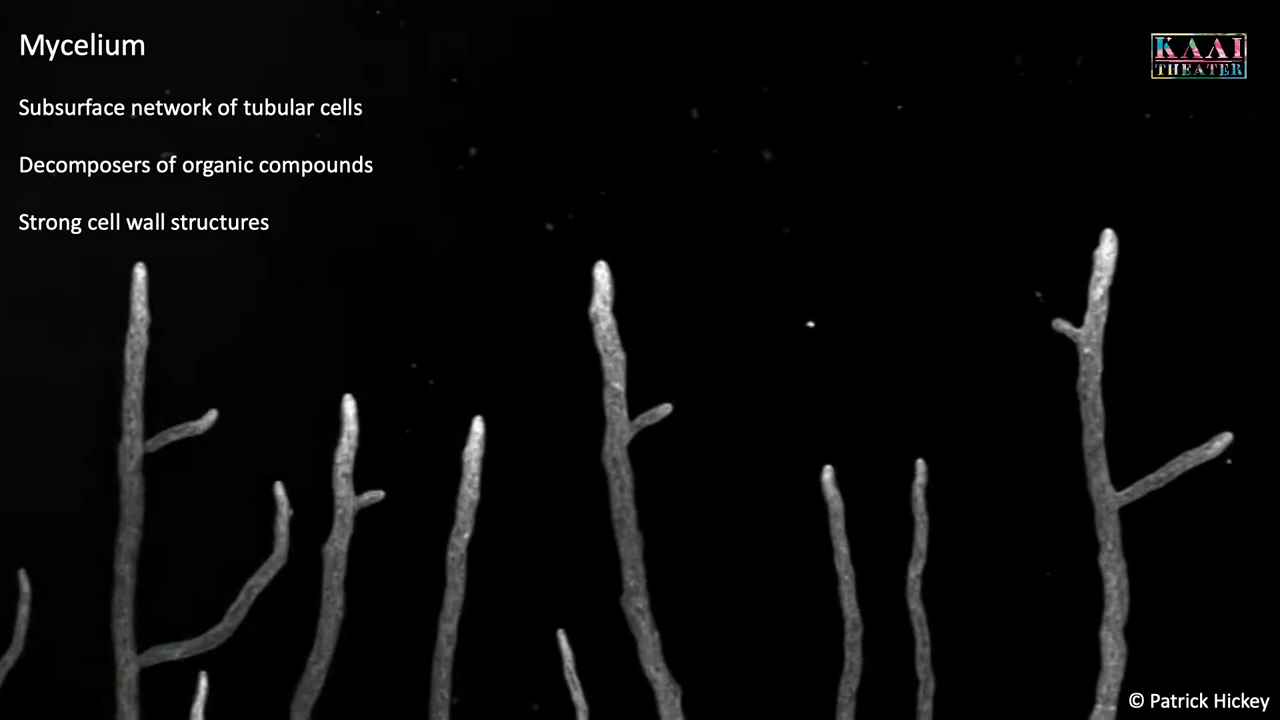 Mycelium
KAAI
THEATER
Subsurface network of tubular cells
Decomposers of organic compounds
Strong cell wall structures
© Patrick Hickey